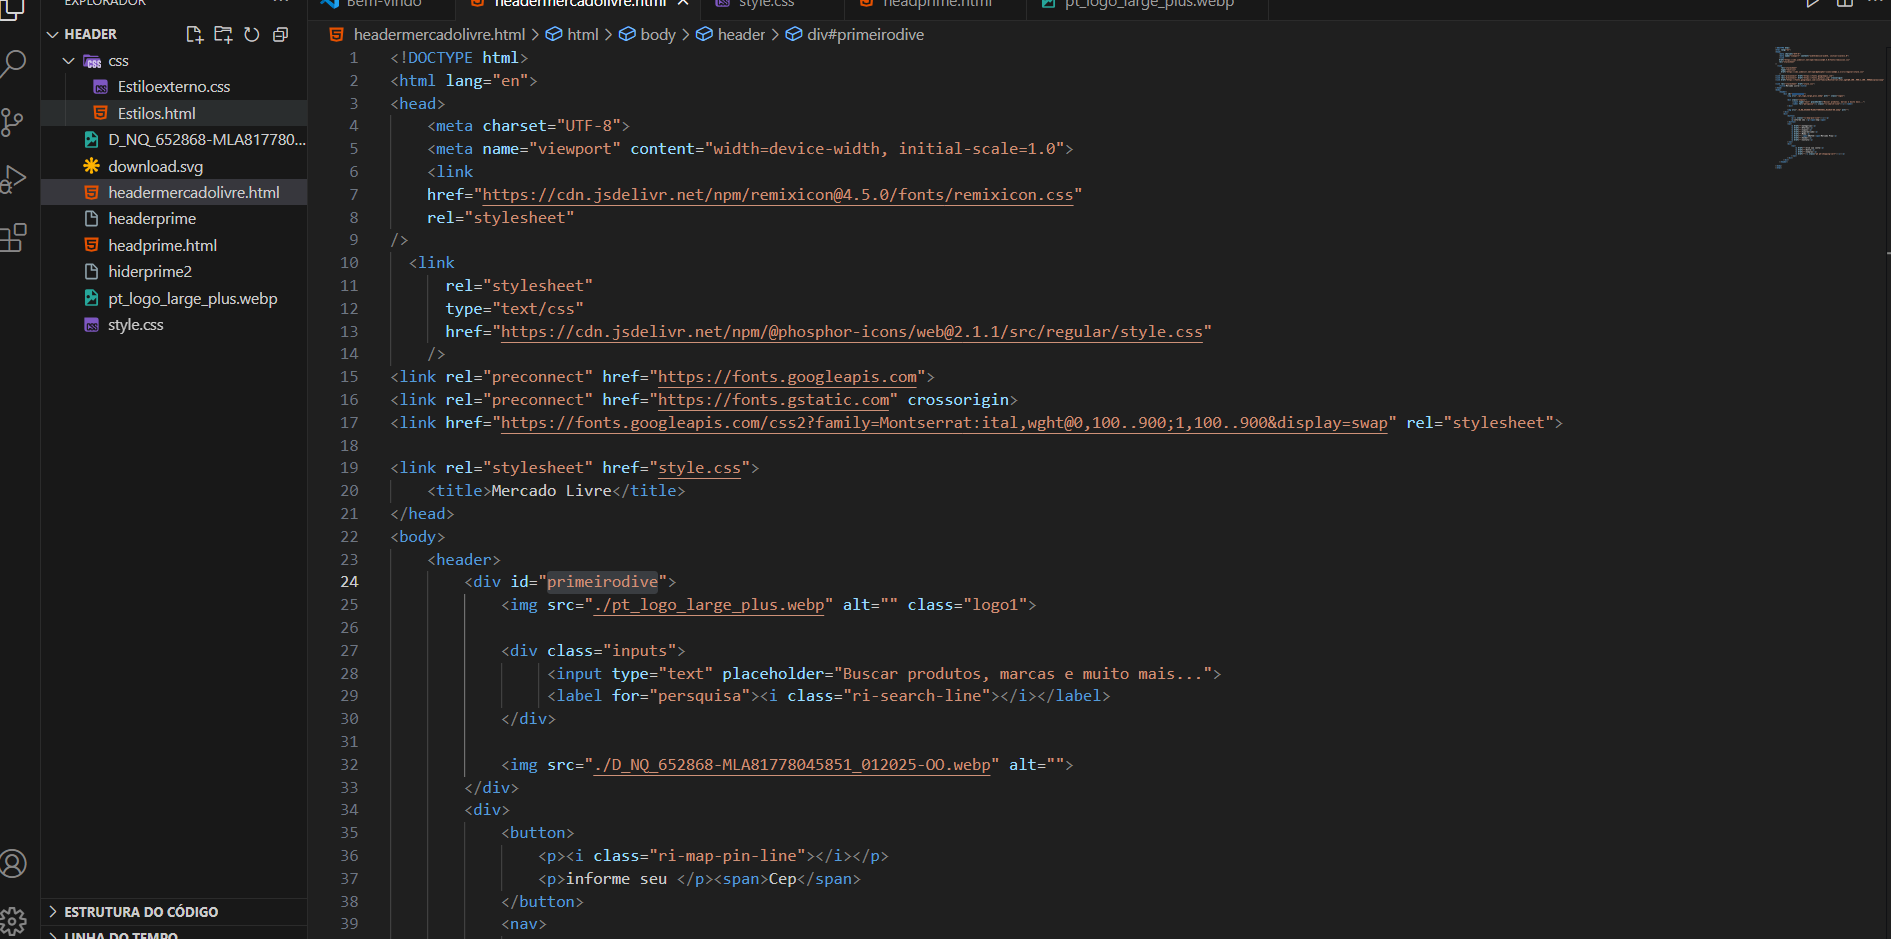 EXPLORADOR
HEADER
css
Estiloexterno.css
Estilos.html
D_NQ_652868-MLA817780...
download.svg
headermercadolivre.html
headerprime
headprime.html
hiderprime2
pt_logo_large_plus.webp
style.css
ESTRUTURA DO CÓDIGO
LINHA DO TEMPO
Bem-vindo headermercadolivre.html style.css headprime.html pt_logo_large_plus.webp
headermercadolivre.html > html > body > header > div#primeirodive
1 <!DOCTYPE html>
2 <html lang="en">
3 <head>
4 <meta charset="UTF-8">
5 <meta name="viewport" content="width=device-width, initial-scale=1.0">
6 <link
7 href="https://cdn.jsdelivr.net/npm/remixicon@4.5.0/fonts/remixicon.css"
8 rel="stylesheet"
9 />
10 <link
11 rel="stylesheet"
12 type="text/css"
13 href="https://cdn.jsdelivr.net/npm/@phosphor-icons/web@2.1.1/src/regular/style.css"
14 />
15 <link rel="preconnect" href="https://fonts.googleapis.com">
16 <link rel="preconnect" href="https://fonts.gstatic.com" crossorigin>
17 <link href="https://fonts.googleapis.com/css2?family=Montserrat:ital,wght@0,100..900;1,100..900&display=swap" rel="stylesheet">
18
19 <link rel="stylesheet" href="style.css">
20 <title>Mercado Livre</title>
21 </head>
22 <body>
23 <header>
24 <div id="primeirodive">
25 <img src="./pt_logo_large_plus.webp" alt="" class="logo1">
26
27 <div class="inputs">
28 <input type="text" placeholder="Buscar produtos, marcas e muito mais...">
29 <label for="persquisa"><i class="ri-search-line"></i></label>
30 </div>
31
32 <img src="./D_NQ_652868-MLA81778045851_012025-OO.webp" alt="">
33 </div>
34 <div>
35 <button>
36 <p><i class="ri-map-pin-line"></i></p>
37 <p>informe seu </p><span>Cep</span>
38 </button>
39 <nav>